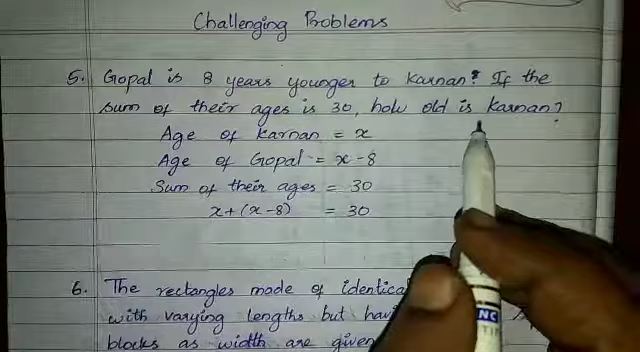 Challenging Problems
5. Gopal is 8 years younger to Karnan? If the
sum of their ages is 30, how old is Karnan?
Age of Karnan = x
Age of Gopal = x-8
Sum of their ages = 30
x+(x-8) = 30
6. The rectangles made of identical
with varying lengths but
blocks as width are given
NC